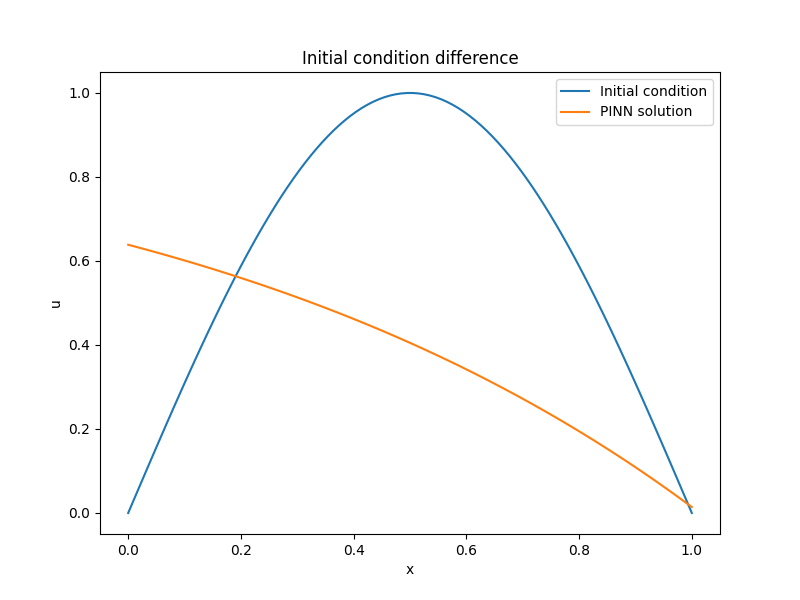 Initial condition difference
Initial condition
PINN solution
1.0
0.8
0.6
0.4
0.2
0.0
u
0.0 0.2 0.4 0.6 0.8 1.0
x